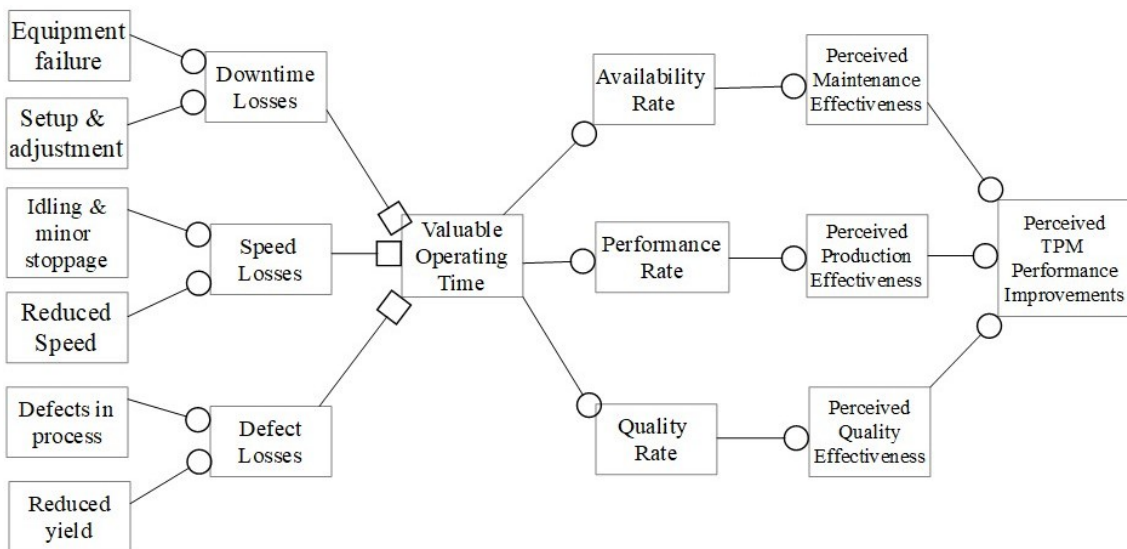 Equipment
failure
Setup &
adjustment
Idling &
minor
stoppage
Reduced
Speed
Defects in
process
Reduced
yield
Downtime
Losses
Speed
Losses
Defect
Losses
Valuable
Operating
Time
Availability
Rate
Performance
Rate
Quality
Rate
Perceived
Maintenance
Effectiveness
Perceived
Production
Effectiveness
Perceived
Quality
Effectiveness
Perceived
TPM
Performance
Improvements